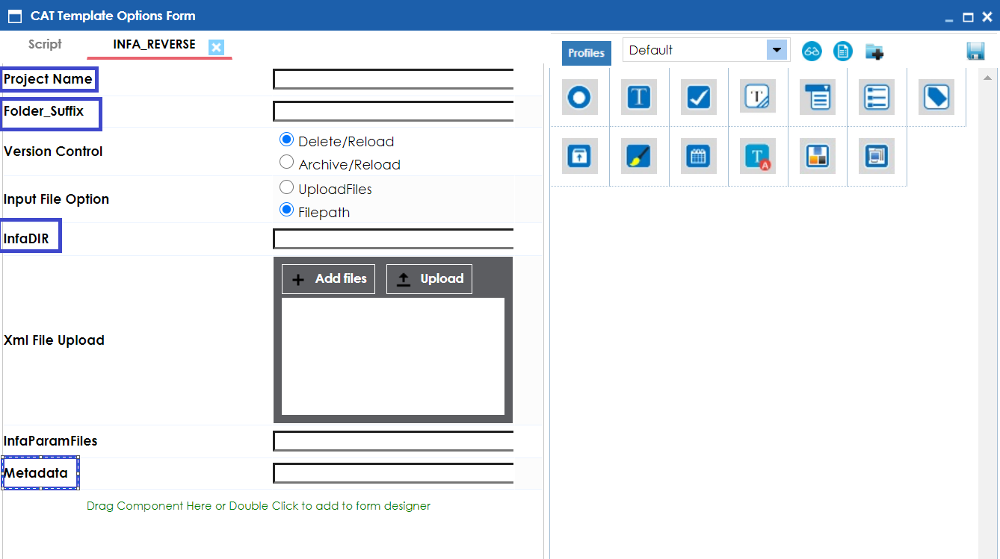 CAT Template Options Form
Script
INFA_REVERSE
Profiles
Default
Project Name
Folder_Suffix
Version Control
Delete/Reload
Archive/Reload
Input File Option
UploadFiles
Filepath
InfaDIR
Xml File Upload
Add files
Upload
InfaParamFiles
Metadata
Drag Component Here or Double Click to add to form designer
T
T
T
A